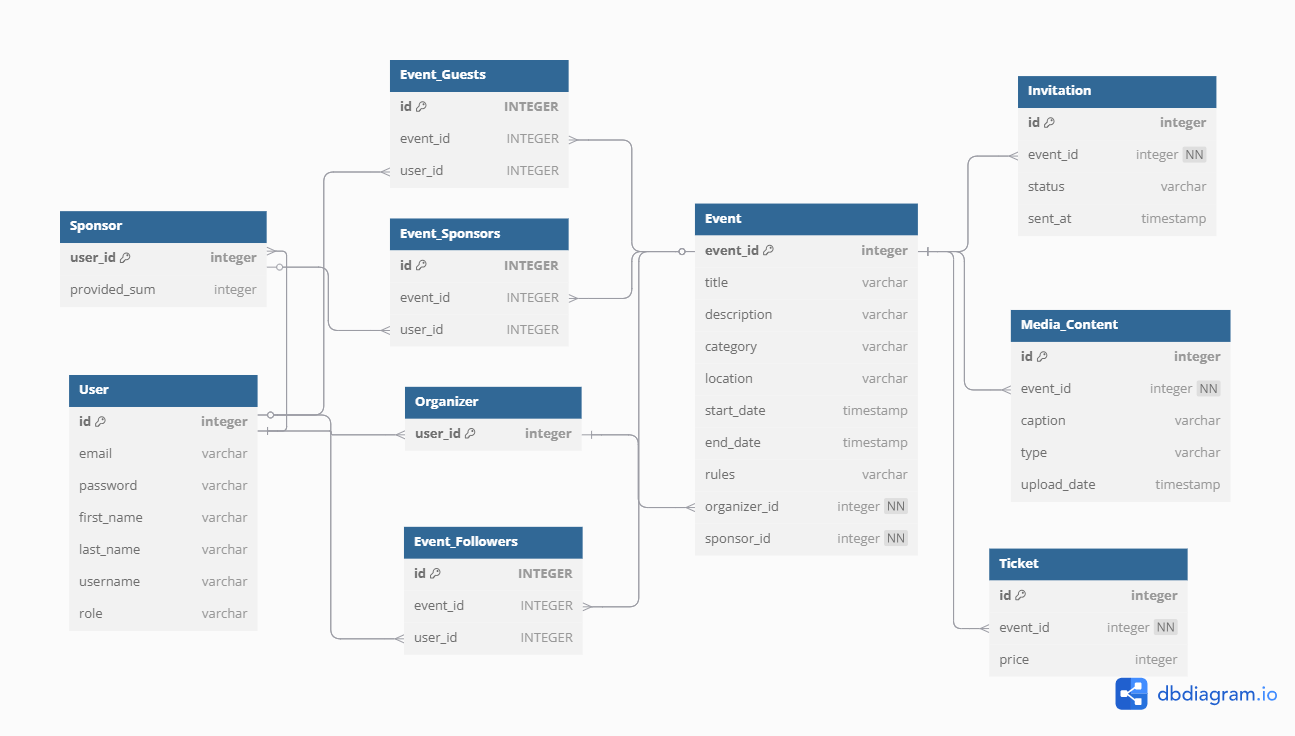 Event_Guests
id INTEGER
event_id INTEGER
user_id INTEGER
Sponsor
user_id integer
provided_sum integer
Event_Sponsors
id INTEGER
event_id INTEGER
user_id INTEGER
User
id integer
email varchar
password varchar
first_name varchar
last_name varchar
username varchar
role varchar
Organizer
user_id integer
Event_Followers
id INTEGER
event_id INTEGER
user_id INTEGER
Event
event_id integer
title varchar
description varchar
category varchar
location varchar
start_date timestamp
end_date timestamp
rules varchar
organizer_id integer NN
sponsor_id integer NN
Invitation
id integer
event_id integer NN
status varchar
sent_at timestamp
Media_Content
id integer
event_id integer NN
caption varchar
type varchar
upload_date timestamp
Ticket
id integer
event_id integer NN
price integer
dbdiagram.io